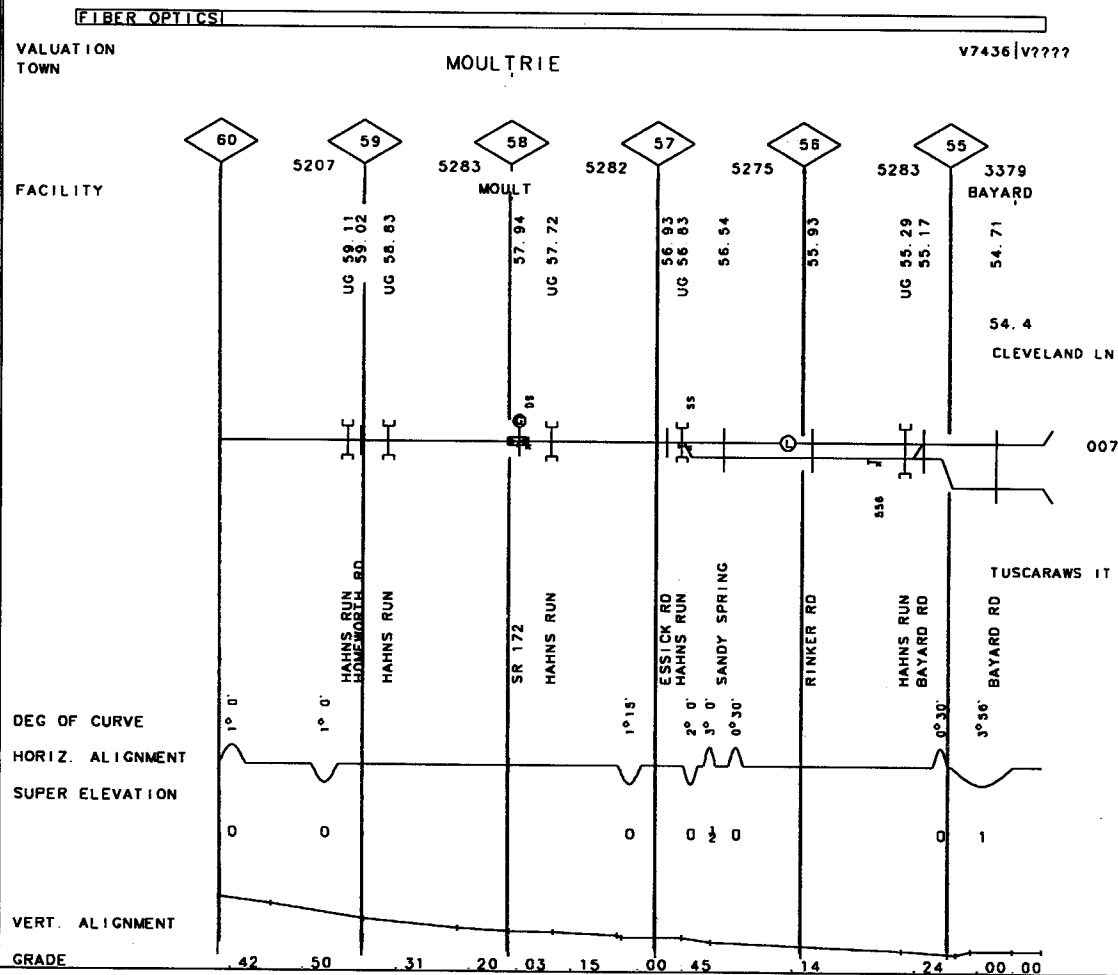 FIBER OPTICS
VALUATION V7436|V????
TOWN MOULTRIE
60 59 58 57 56 55
5207 5283 5282 5275 5283 3379
FACILITY MOULT BAYARD
UG 59.11
59.02
UG 58.83
57.94
UG 57.72
56.93
UG 56.83
56.54
55.93
UG 55.29
55.17
54.71
54.4
CLEVELAND LN
DS
SS
L
007
SS6
TUSCARAWS IT
HAHNS RUN
HOMEWORTH RD
HAHNS RUN
SR 172
HAHNS RUN
ESSICK RD
HAHNS RUN
SANDY SPRING
RINKER RD
HAHNS RUN
BAYARD RD
BAYARD RD
DEG OF CURVE 1° 0' 1° 0' 1°15' 2° 0' 3° 0' 0°30' 0°30' 3°56'
HORIZ. ALIGNMENT
SUPER ELEVATION
0 0 0 0 ½ 0 0 1
VERT. ALIGNMENT
GRADE .42 .50 .31 .20 .03 .15 .00 .45 .14 .24 .00 .00